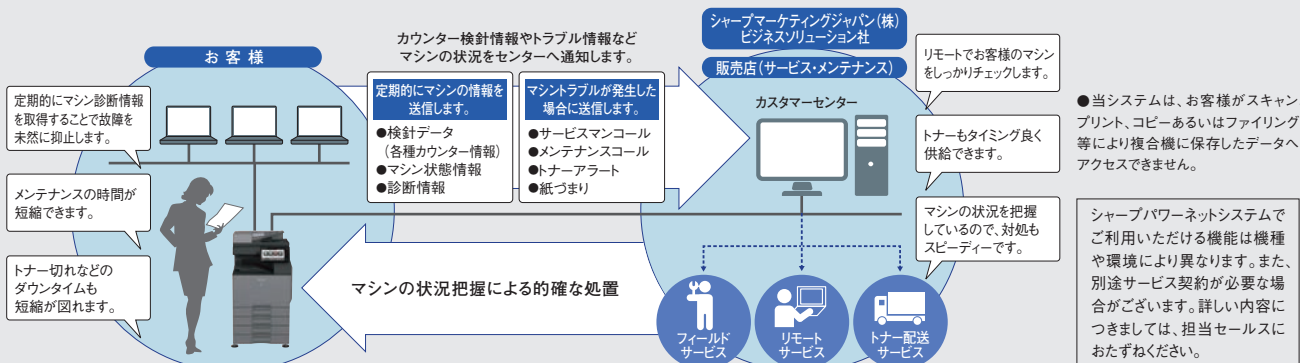 お客様
定期的にマシン診断情報
を取得することで故障を
未然に抑止します。
メンテナンスの時間が
短縮できます。
トナー切れなどの
ダウンタイムも
短縮が図れます。
カウンター検針情報やトラブル情報など
マシンの状況をセンターへ通知します。
定期的にマシンの情報を
送信します。
●検針データ
(各種カウンター情報)
●マシン状態情報
●診断情報
マシントラブルが発生した
場合に送信します。
●サービスマンコール
●メンテナンスコール
●トナーアラート
●紙づまり
マシンの状況把握による的確な処置
シャープマーケティングジャパン(株)
ビジネスソリューション社
販売店(サービス・メンテナンス)
カスタマーセンター
リモートでお客様のマシン
をしっかりチェックします。
トナーもタイミング良く
供給できます。
マシンの状況を把握
しているので、対処も
スピーディーです。
フィールド
サービス
リモート
サービス
トナー配送
サービス
●当システムは、お客様がスキャン
プリント、コピーあるいはファイリング
等により複合機に保存したデータへ
アクセスできません。
シャープパワーネットシステムで
ご利用いただける機能は機種
や環境により異なります。また、
別途サービス契約が必要な場
合がございます。詳しい内容に
つきましては、担当セールスに
おたずねください。